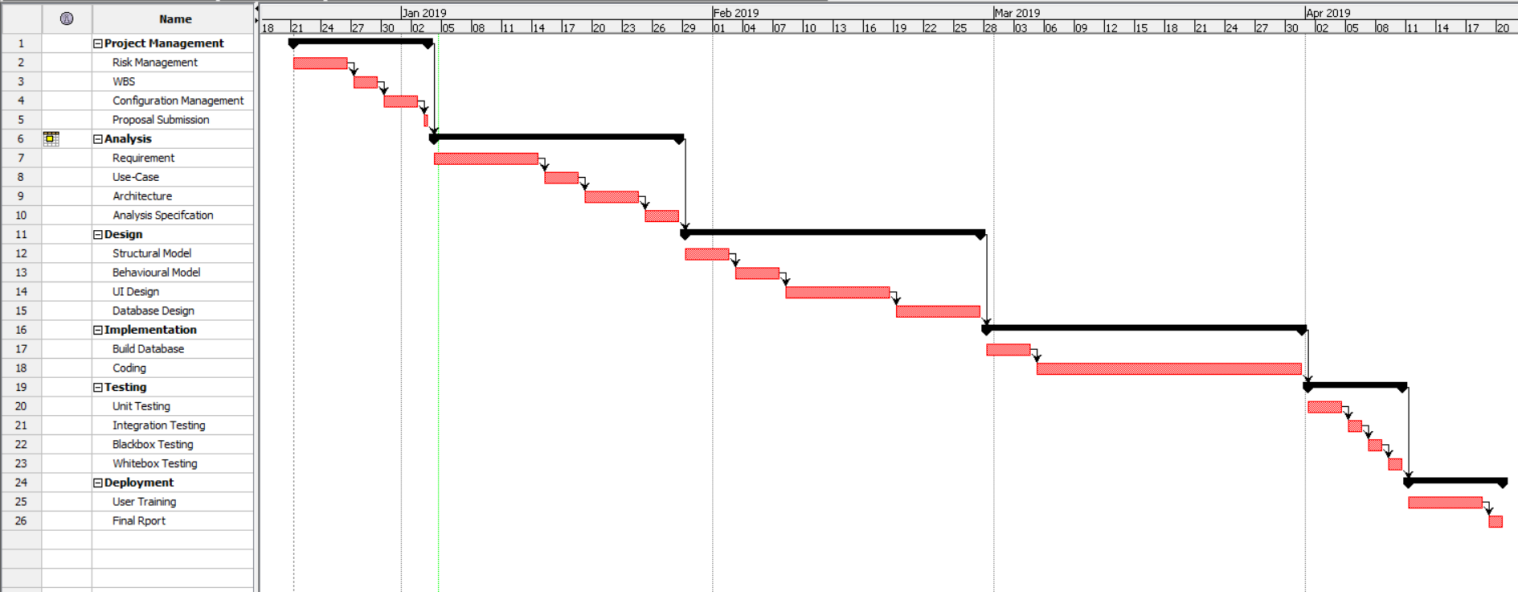 Name
Jan 2019 Feb 2019 Mar 2019 Apr 2019
18 21 24 27 30 02 05 08 11 14 17 20 23 26 29 01 04 07 10 13 16 19 22 25 28 03 06 09 12 15 18 21 24 27 30 02 05 08 11 14 17 20
1 Project Management
2 Risk Management
3 WBS
4 Configuration Management
5 Proposal Submission
6 Analysis
7 Requirement
8 Use-Case
9 Architecture
10 Analysis Specifcation
11 Design
12 Structural Model
13 Behavioural Model
14 UI Design
15 Database Design
16 Implementation
17 Build Database
18 Coding
19 Testing
20 Unit Testing
21 Integration Testing
22 Blackbox Testing
23 Whitebox Testing
24 Deployment
25 User Training
26 Final Rport